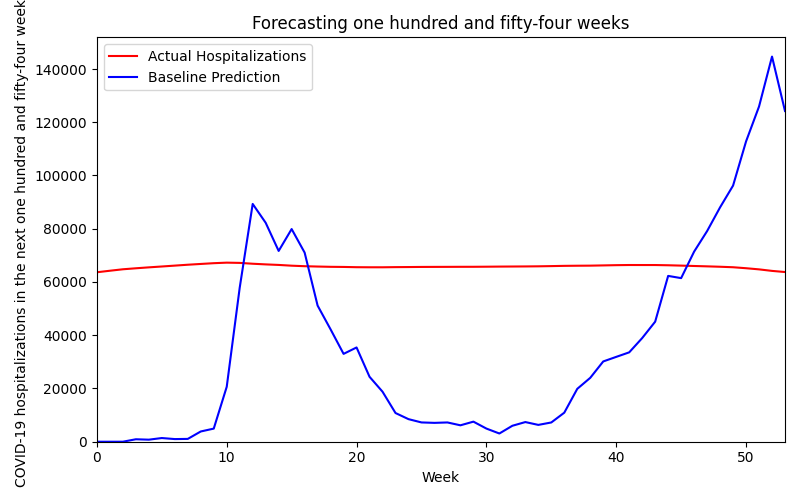 Forecasting one hundred and fifty-four weeks
COVID-19 hospitalizations in the next one hundred and fifty-four week
Actual Hospitalizations
Baseline Prediction
140000
120000
100000
80000
60000
40000
20000
0
0 10 20 30 40 50
Week